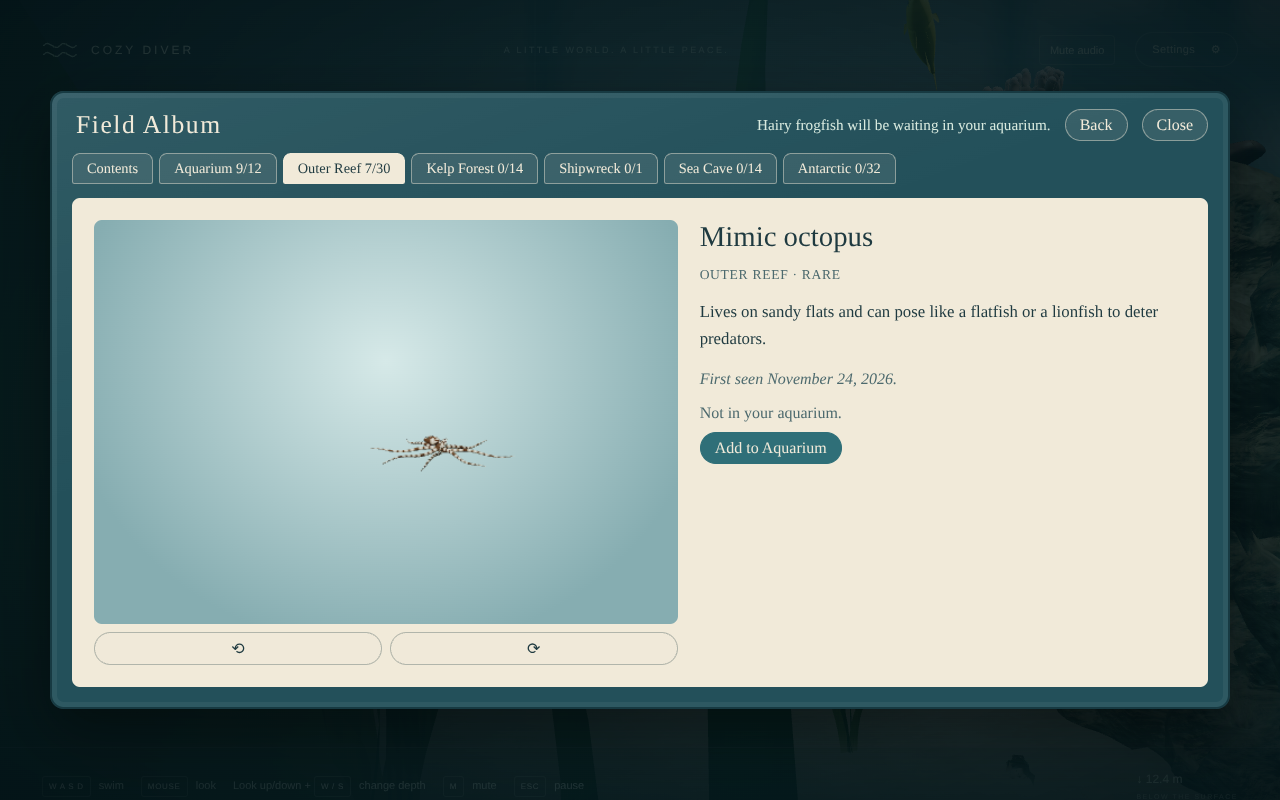 COZY DIVER
A LITTLE WORLD. A LITTLE PEACE.
Mute audio
Settings
Field Album
Hairy frogfish will be waiting in your aquarium.
Back
Close
Contents
Aquarium 9/12
Outer Reef 7/30
Kelp Forest 0/14
Shipwreck 0/1
Sea Cave 0/14
Antarctic 0/32
Mimic octopus
OUTER REEF · RARE
Lives on sandy flats and can pose like a flatfish or a lionfish to deter
predators.
First seen November 24, 2026.
Not in your aquarium.
Add to Aquarium
W A S D swim MOUSE look Look up/down + W / S change depth M mute ESC pause
12.4 m